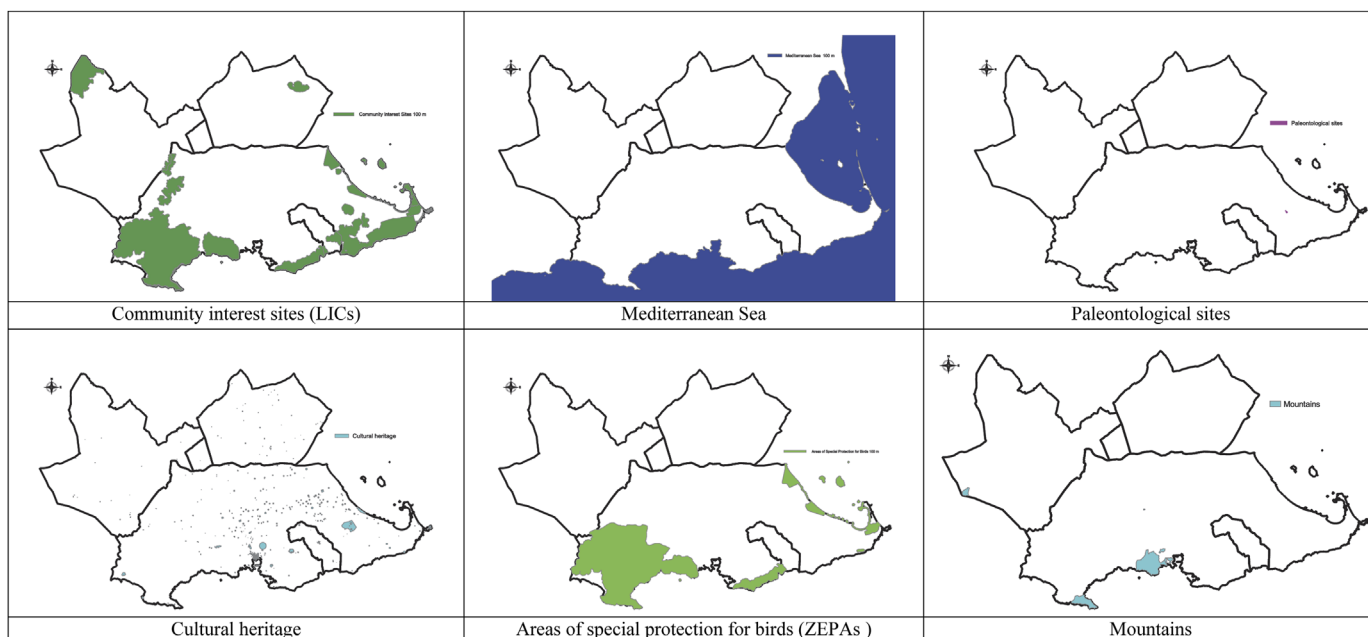 Community Interest Sites 100 m
Mediterranean Sea 100 m
Paleontological sites
Community interest sites (LICs)
Mediterranean Sea
Paleontological sites
Cultural heritage
Areas of Special Protection for Birds 100 m
Mountains
Cultural heritage
Areas of special protection for birds (ZEPAs )
Mountains